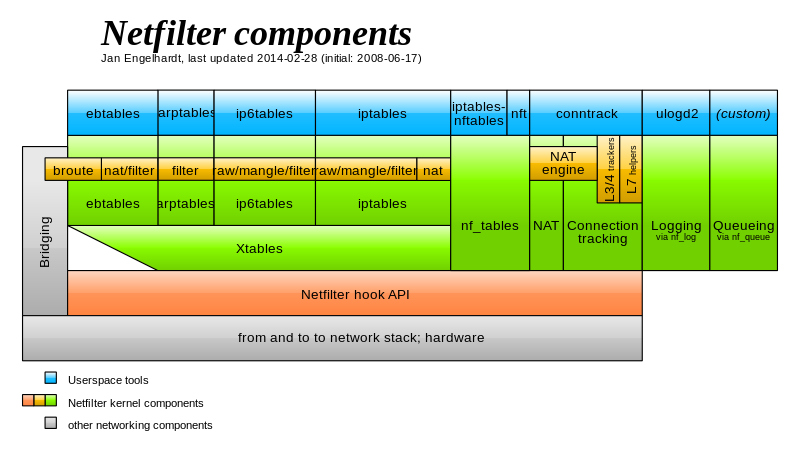 Netfilter components
Jan Engelhardt, last updated 2014-02-28 (initial: 2008-06-17)
ebtables
arptables
ip6tables
iptables
iptables-
nftables
nft
conntrack
ulogd2
(custom)
broute
nat/filter
filter
raw/mangle/filter
raw/mangle/filter
nat
NAT
engine
L3/4 trackers
L7 helpers
ebtables
arptables
ip6tables
iptables
nf_tables
NAT
Connection
tracking
Logging
via nf_log
Queueing
via nf_queue
Bridging
Xtables
Netfilter hook API
from and to to network stack; hardware
Userspace tools
Netfilter kernel components
other networking components